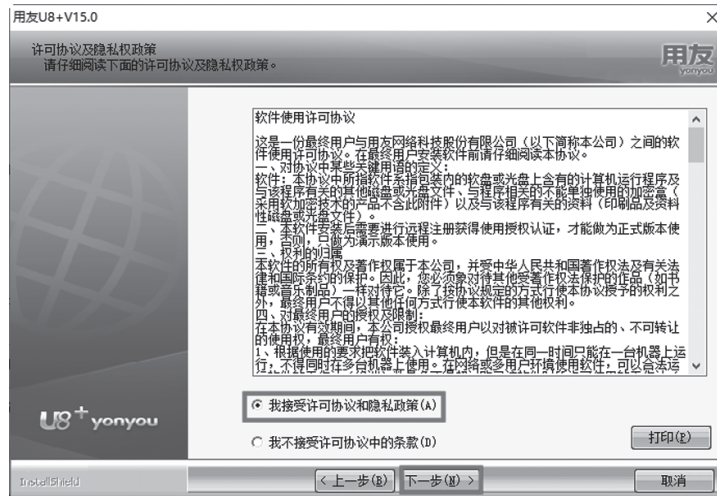 用友U8+V15.0
许可协议及隐私权政策
请仔细阅读下面的许可协议及隐私权政策。
用友
yonyou
软件使用许可协议
这是一份最终用户与用友网络科技股份有限公司（以下简称本公司）之间的软
件使用许可协议。在最终用户安装软件前请仔细阅读本协议。
一、对协议中某些关键用语的定义：
软件：本协议中所指软件系指包装内的软盘或光盘上含有的计算机运行程序及
与该程序有关的其他磁盘或光盘文件、与程序相关的不能单独使用的加密盒（
采用软加密技术的产品不含此附件）以及与该程序有关的资料（印刷品及资料
性磁盘或光盘文件）。
二、本软件安装后需要进行远程注册获得使用授权认证，才能做为正式版本使
用，否则，只做为演示版本使用。
三、权利的归属
本软件的所有权及著作权属于本公司，并受中华人民共和国著作权法及有关法
律和国际条约的保护。因此，您必须象对待其他受著作权法保护的作品（如书
籍或音乐制品）一样对待它。除了按协议规定的方式行使本协议授予的权利之
外，最终用户不得以其他任何方式行使本软件的其他权利。
四、对最终用户的授权及限制：
在本协议有效期间，本公司授权最终用户以对被许可软件非独占的、不可转让
的使用权，最终用户有权：
1、根据使用的要求把软件装入计算机内，但是在同一时间只能在一台机器上运
行，不得同时在多台机器上使用。在网络或多用户环境使用软件，可以合法运
我接受许可协议和隐私政策(A)
我不接受许可协议中的条款(D)
打印(P)
U8+ yonyou
InstallShield
< 上一步(B)
下一步(N) >
取消